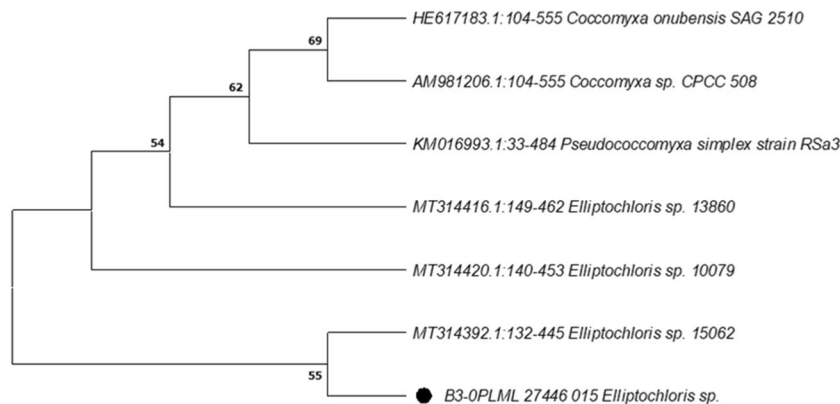 HE617183.1:104-555 Coccomyxa onubensis SAG 2510
69
AM981206.1:104-555 Coccomyxa sp. CPCC 508
62
KM016993.1:33-484 Pseudococcomyxa simplex strain RSa3
54
MT314416.1:149-462 Elliptochloris sp. 13860
MT314420.1:140-453 Elliptochloris sp. 10079
MT314392.1:132-445 Elliptochloris sp. 15062
55
B3-0PLML 27446 015 Elliptochloris sp.